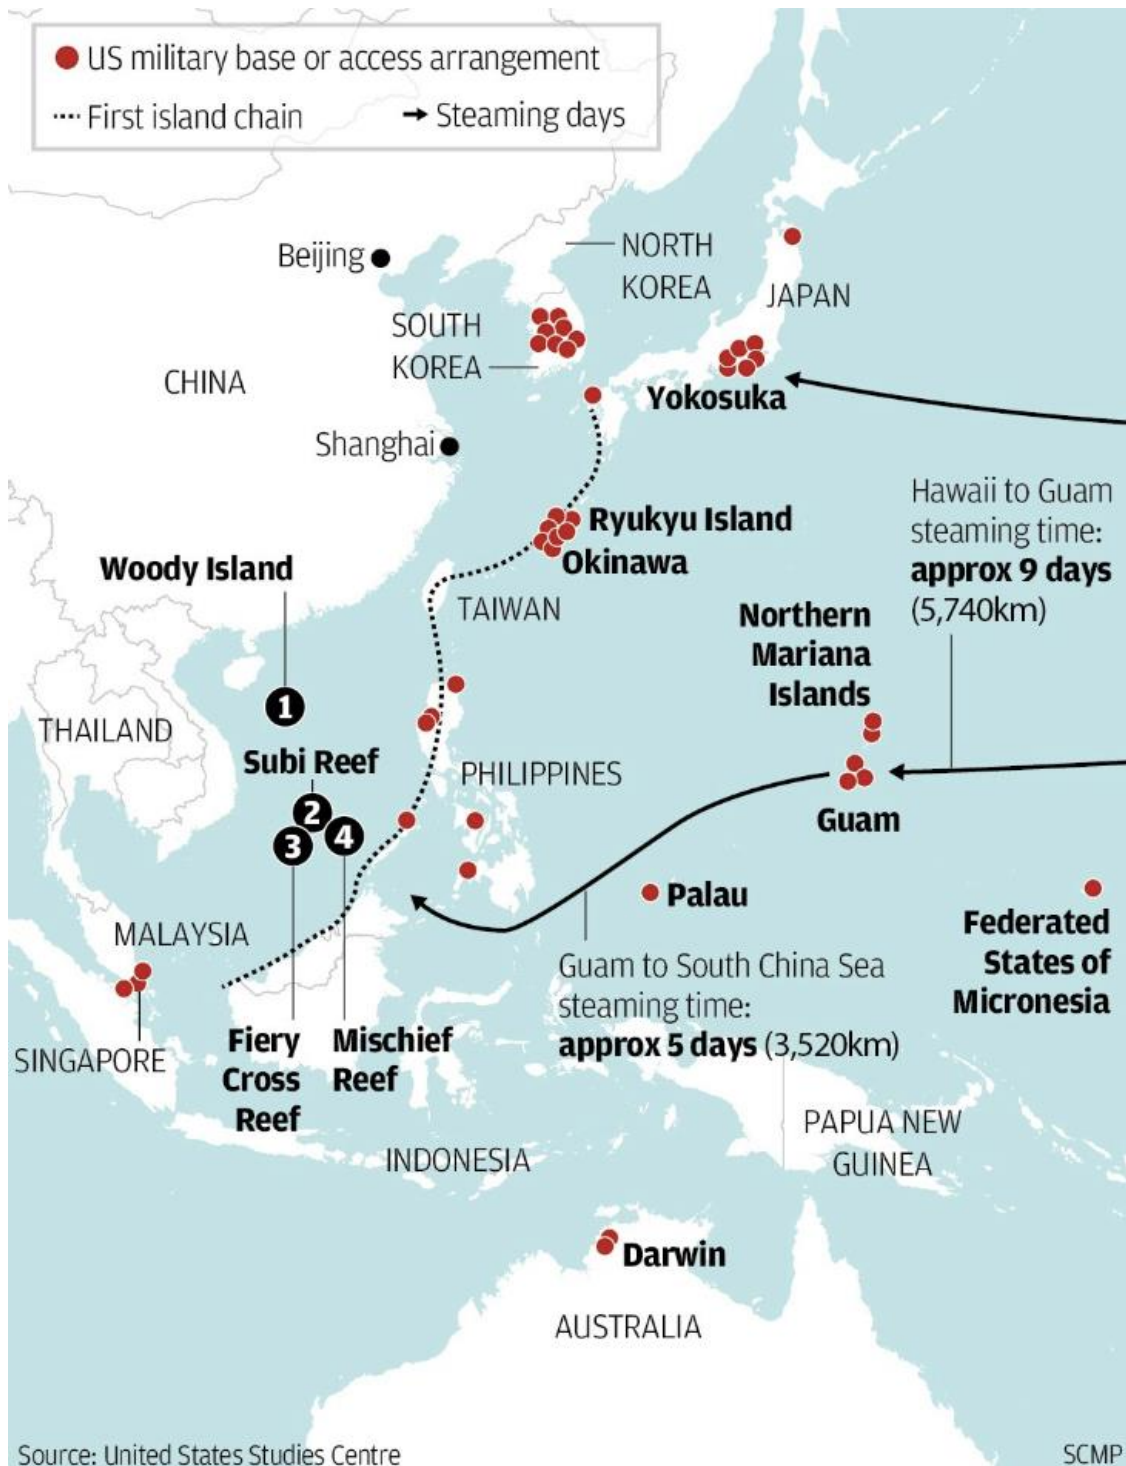 US military base or access arrangement
First island chain
Steaming days
Beijing
NORTH
KOREA
JAPAN
SOUTH
KOREA
CHINA
Yokosuka
Shanghai
Hawaii to Guam
steaming time:
approx 9 days
(5,740km)
Ryukyu Island
Okinawa
Woody Island
TAIWAN
Northern
Mariana
Islands
1
THAILAND
Subi Reef
PHILIPPINES
2
3
4
Guam
Palau
MALAYSIA
Federated
States of
Micronesia
Guam to South China Sea
steaming time:
approx 5 days (3,520km)
SINGAPORE
Fiery
Cross
Reef
Mischief
Reef
PAPUA NEW
GUINEA
INDONESIA
Darwin
AUSTRALIA
Source: United States Studies Centre
SCMP